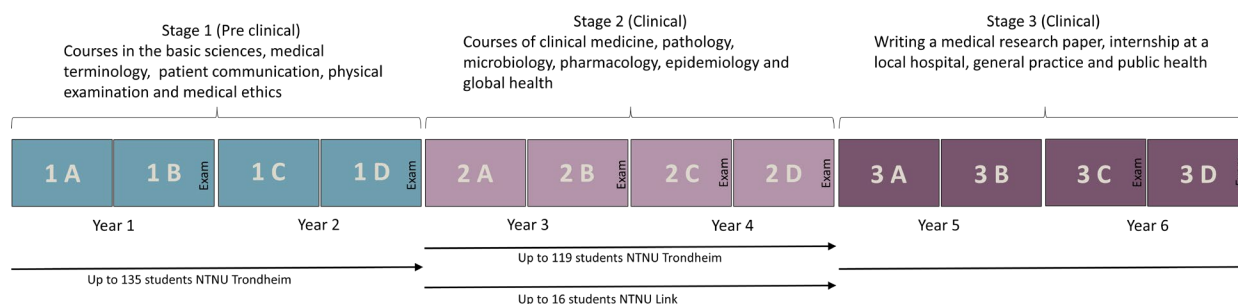 Stage 1 (Pre clinical)
Courses in the basic sciences, medical
terminology, patient communication, physical
examination and medical ethics
Stage 2 (Clinical)
Courses of clinical medicine, pathology,
microbiology, pharmacology, epidemiology and
global health
Stage 3 (Clinical)
Writing a medical research paper, internship at a
local hospital, general practice and public health
1 A
1 B
Exam
1 C
1 D
Exam
2 A
2 B
Exam
2 C
Exam
2 D
Exam
3 A
3 B
3 C
Exam
3 D
Year 1
Year 2
Year 3
Year 4
Year 5
Year 6
Up to 135 students NTNU Trondheim
Up to 119 students NTNU Trondheim
Up to 16 students NTNU Link